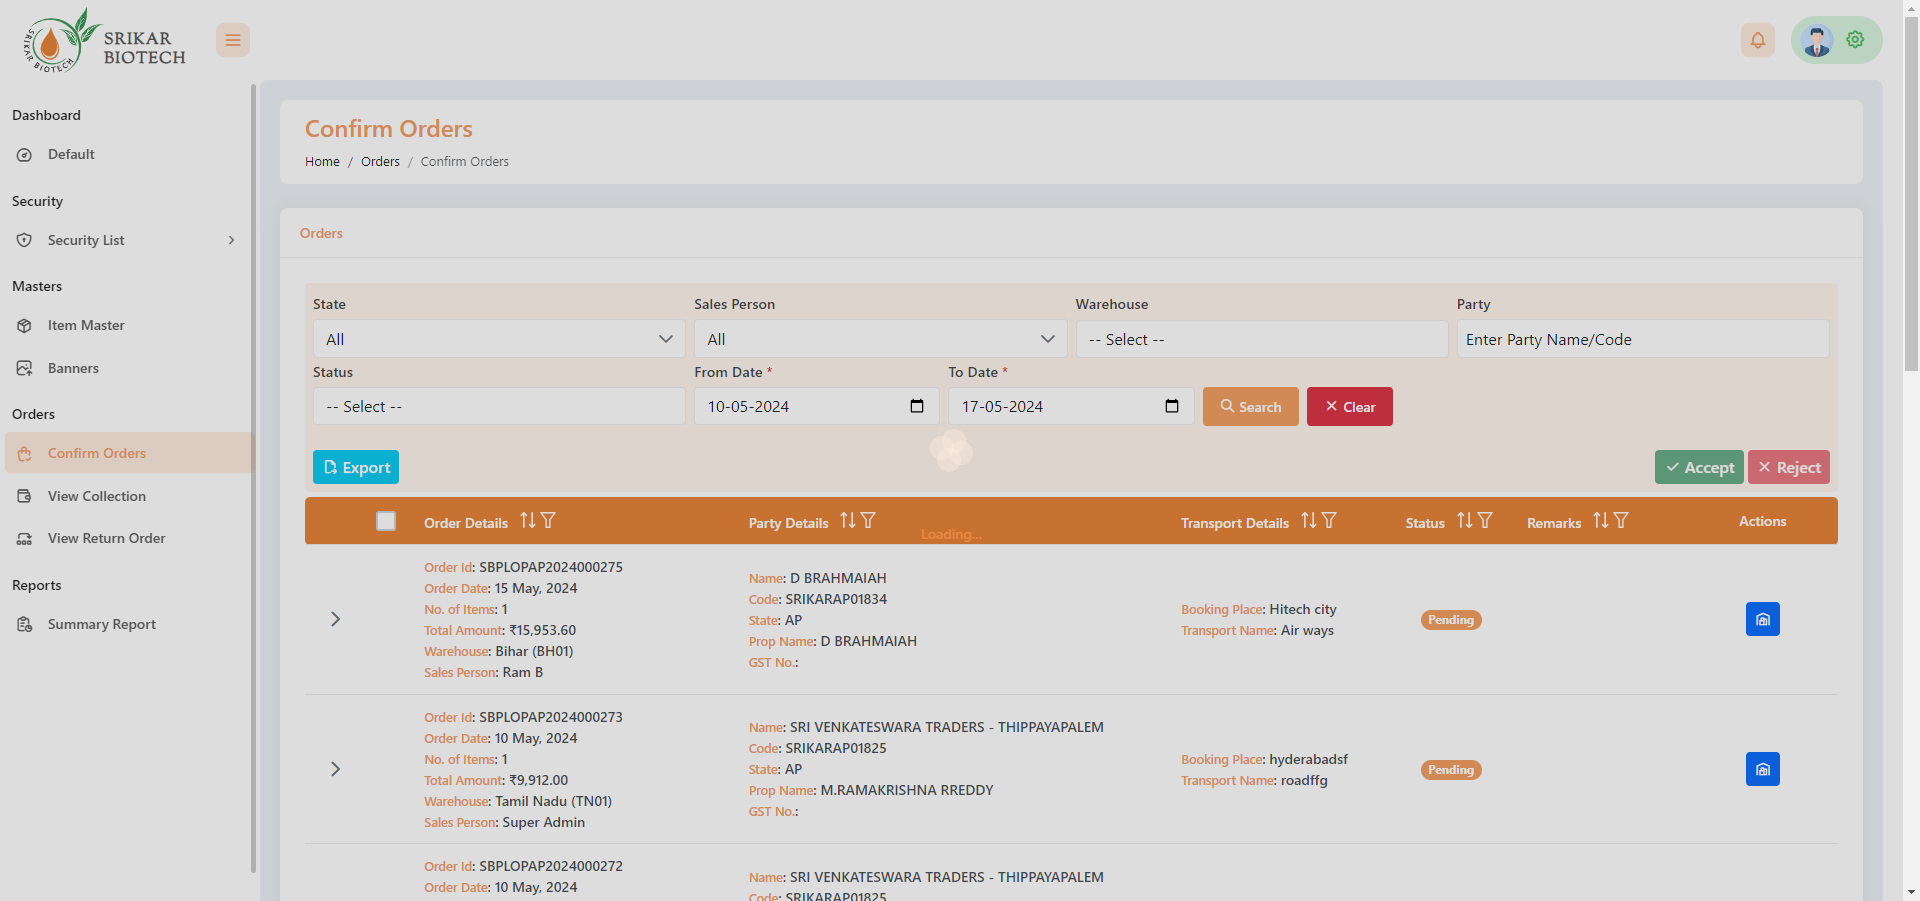 SRIKAR BIOTECH
SRIKAR
BIOTECH
Dashboard
Default
Security
Security List
Masters
Item Master
Banners
Orders
Confirm Orders
View Collection
View Return Order
Reports
Summary Report
Confirm Orders
Home / Orders / Confirm Orders
Orders
State Sales Person Warehouse Party
All All -- Select -- Enter Party Name/Code
Status From Date * To Date *
-- Select -- 10-05-2024 17-05-2024 Search Clear
Export Accept Reject
Order Details Party Details Transport Details Status Remarks Actions
Loading...
Order Id: SBPLOPAP2024000275
Order Date: 15 May, 2024
No. of Items: 1
Total Amount: ₹15,953.60
Warehouse: Bihar (BH01)
Sales Person: Ram B
Name: D BRAHMAIAH
Code: SRIKARAP01834
State: AP
Prop Name: D BRAHMAIAH
GST No.:
Booking Place: Hitech city
Transport Name: Air ways
Pending
Order Id: SBPLOPAP2024000273
Order Date: 10 May, 2024
No. of Items: 1
Total Amount: ₹9,912.00
Warehouse: Tamil Nadu (TN01)
Sales Person: Super Admin
Name: SRI VENKATESWARA TRADERS - THIPPAYAPALEM
Code: SRIKARAP01825
State: AP
Prop Name: M.RAMAKRISHNA RREDDY
GST No.:
Booking Place: hyderabadsf
Transport Name: roadffg
Pending
Order Id: SBPLOPAP2024000272
Order Date: 10 May, 2024
Name: SRI VENKATESWARA TRADERS - THIPPAYAPALEM
Code: SRIKARAP01825